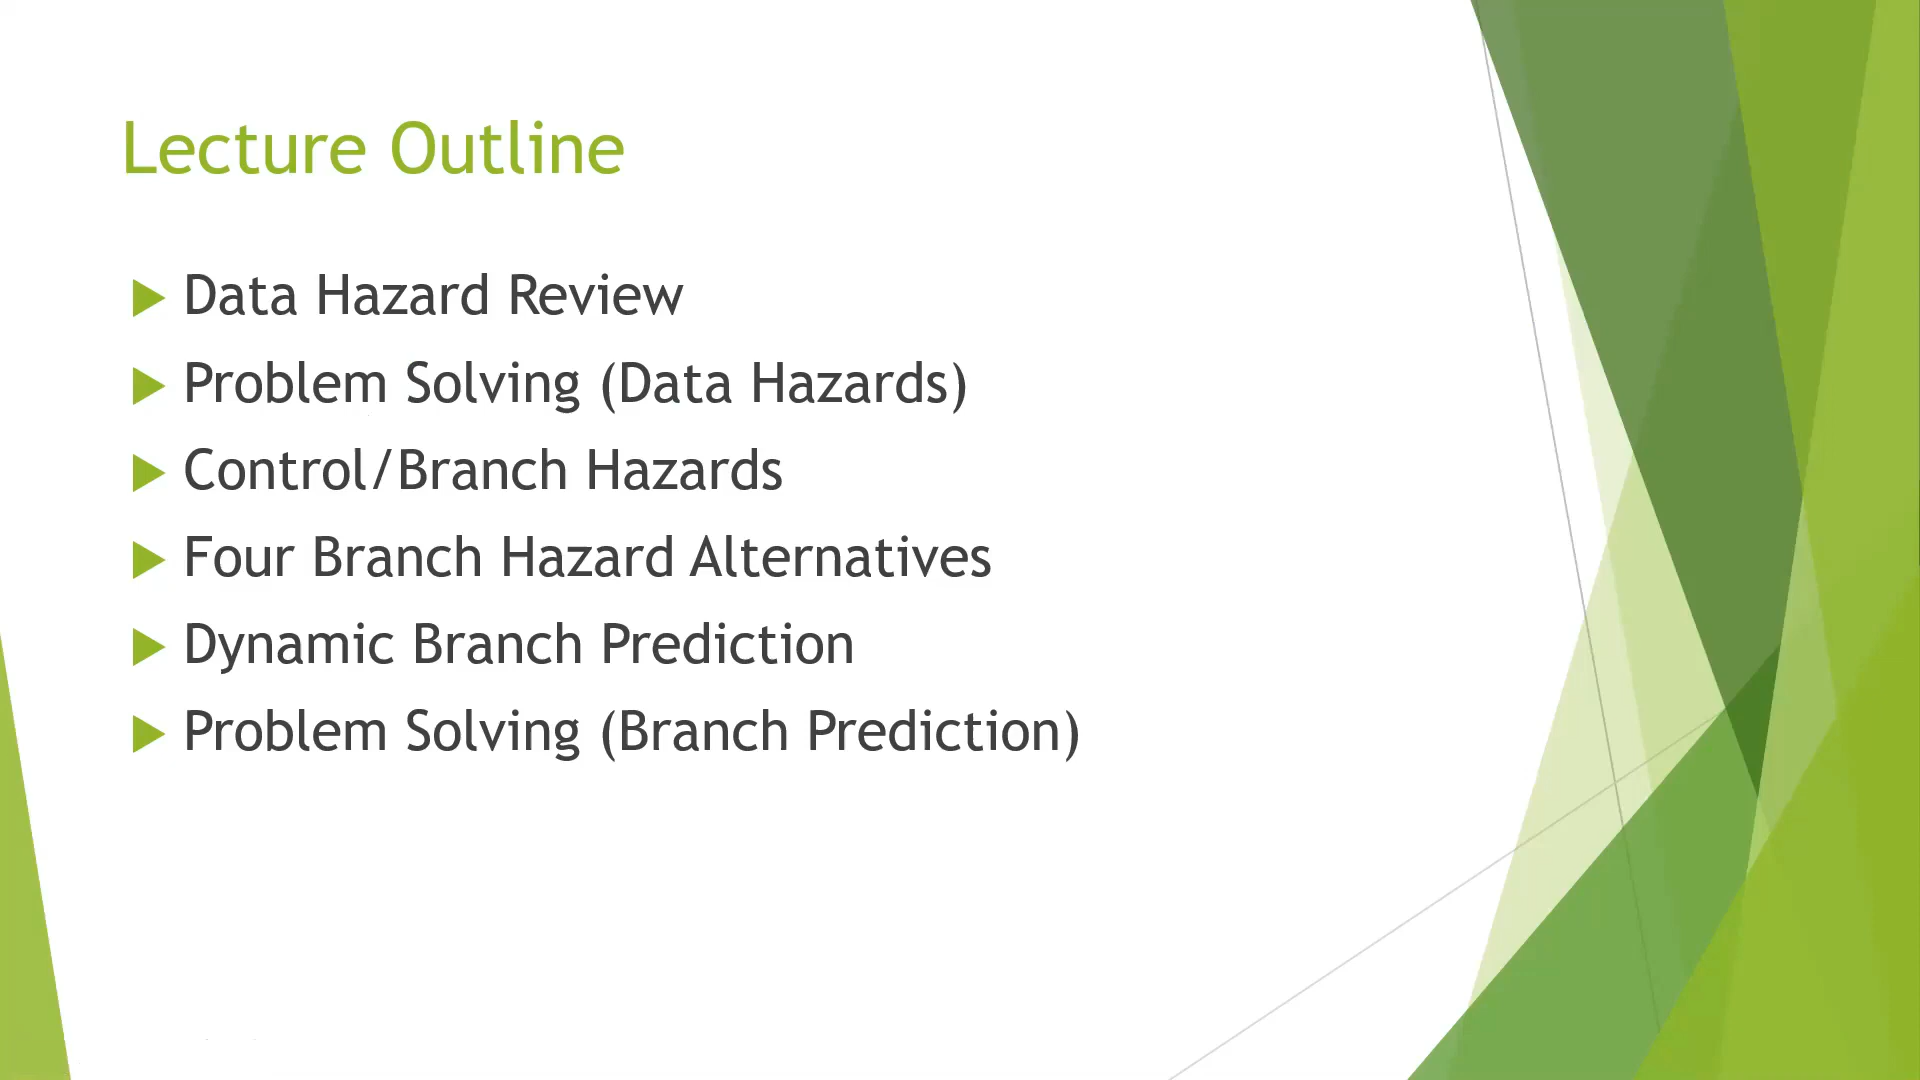 Lecture Outline
Data Hazard Review
Problem Solving (Data Hazards)
Control/Branch Hazards
Four Branch Hazard Alternatives
Dynamic Branch Prediction
Problem Solving (Branch Prediction)